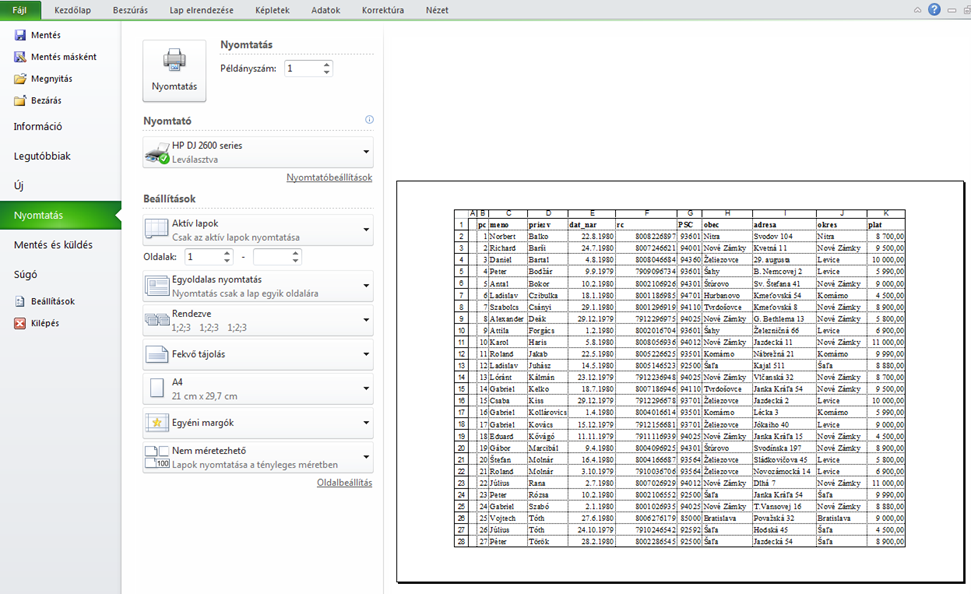 Fájl Kezdőlap Beszúrás Lap elrendezése Képletek Adatok Korrektúra Nézet
Mentés
Mentés másként
Megnyitás
Bezárás
Információ
Legutóbbiak
Új
Nyomtatás
Mentés és küldés
Súgó
Beállítások
Kilépés
Nyomtatás
Nyomtatás
Példányszám: 1
Nyomtató
HP DJ 2600 series
Leválasztva
Nyomtatóbeállítások
Beállítások
Aktív lapok
Csak az aktív lapok nyomtatása
Oldalak: 1 -
Egyoldalas nyomtatás
Nyomtatás csak a lap egyik oldalára
Rendezve
1;2;3 1;2;3 1;2;3
Fekvő tájolás
A4
21 cm x 29,7 cm
Egyéni margók
Nem méretezhető
Lapok nyomtatása a tényleges méretben
100
Oldalbeállítás
A B C D E F G H I J K
1 pc meno priezv dat_nar rc PSC obec adresa okres plat
2 1 Norbert Batko 22.8.1980 8008226897 93601 Nitra Svodov 104 Nitra 8 700,00
3 2 Richard Barši 24.7.1980 8007246621 94001 Nové Zámky Kvetná 11 Nové Zámky 9 500,00
4 3 Daniel Bartal 4.8.1980 8008046684 94360 Želiezovce 29. augusta Levice 10 000,00
5 4 Peter Bodžár 9.9.1979 7909096734 93601 Šahy B. Nemcovej 2 Levice 5 990,00
6 5 Antal Bokor 10.2.1980 8002106926 94301 Štúrovo Sv. Štefana 41 Nové Zámky 9 000,00
7 6 Ladislav Czibulka 18.1.1980 8001186985 94701 Hurbanovo Kmeťovská 54 Komárno 4 500,00
8 7 Szabolcs Csányi 29.1.1980 8001296919 94110 Tvrdošovce Kmeťovská 8 Nové Zámky 8 900,00
9 8 Alexander Deák 29.12.1979 7912296975 94025 Nové Zámky G. Bethlema 13 Nové Zámky 5 800,00
10 9 Attila Forgács 1.2.1980 8002016704 93601 Šahy Železničná 66 Levice 6 900,00
11 10 Karol Haris 5.8.1980 8008056936 94012 Nové Zámky Jazdecká 11 Nové Zámky 11 000,00
12 11 Roland Jakab 22.5.1980 8005226625 93501 Komárno Nábrežná 21 Komárno 9 990,00
13 12 Ladislav Juhász 14.5.1980 8005146523 92500 Šaľa Kajal 511 Šaľa 8 880,00
14 13 Lóránt Kálmán 23.12.1979 7912236948 94025 Nové Zámky Vlčanská 32 Nové Zámky 8 700,00
15 14 Gabriel Kelko 18.7.1980 8007186946 94110 Tvrdošovce Janka Kráľa 54 Nové Zámky 9 500,00
16 15 Csaba Kiss 29.12.1979 7912296678 93701 Želiezovce Jazdecká 2 Levice 10 000,00
17 16 Gabriel Kollárovics 1.4.1980 8004016614 93501 Komárno Lécka 3 Komárno 5 990,00
18 17 Gabriel Kovács 15.12.1979 7912156681 93701 Želiezovce Jókaiho 40 Levice 9 000,00
19 18 Eduard Kővágó 11.11.1979 7911116939 94025 Nové Zámky Janka Kráľa 15 Nové Zámky 4 500,00
20 19 Gábor Marcibál 9.4.1980 8004096925 94301 Štúrovo Svodínska 197 Nové Zámky 8 900,00
21 20 Štefan Molnár 16.4.1980 8004166687 93564 Želiezovce Sládkovičova 45 Levice 5 800,00
22 21 Roland Molnár 3.10.1979 7910036706 93564 Želiezovce Novozámocká 14 Levice 6 900,00
23 22 Július Rana 2.7.1980 8007026929 94012 Nové Zámky Dlhá 7 Nové Zámky 11 000,00
24 23 Peter Rózsa 10.2.1980 8002106552 92500 Šaľa Janka Kráľa 54 Šaľa 9 990,00
25 24 Gabriel Szabó 2.1.1980 8001026935 94025 Nové Zámky T.Vansovej 16 Nové Zámky 8 880,00
26 25 Vojtech Tóth 27.6.1980 8006276179 85000 Bratislava Považská 32 Bratislava 9 000,00
27 26 Július Tóth 24.10.1979 7910246542 92592 Šaľa Hodská 45 Šaľa 4 500,00
28 27 Péter Török 28.2.1980 8002286545 92500 Šaľa Jazdecká 54 Šaľa 8 900,00